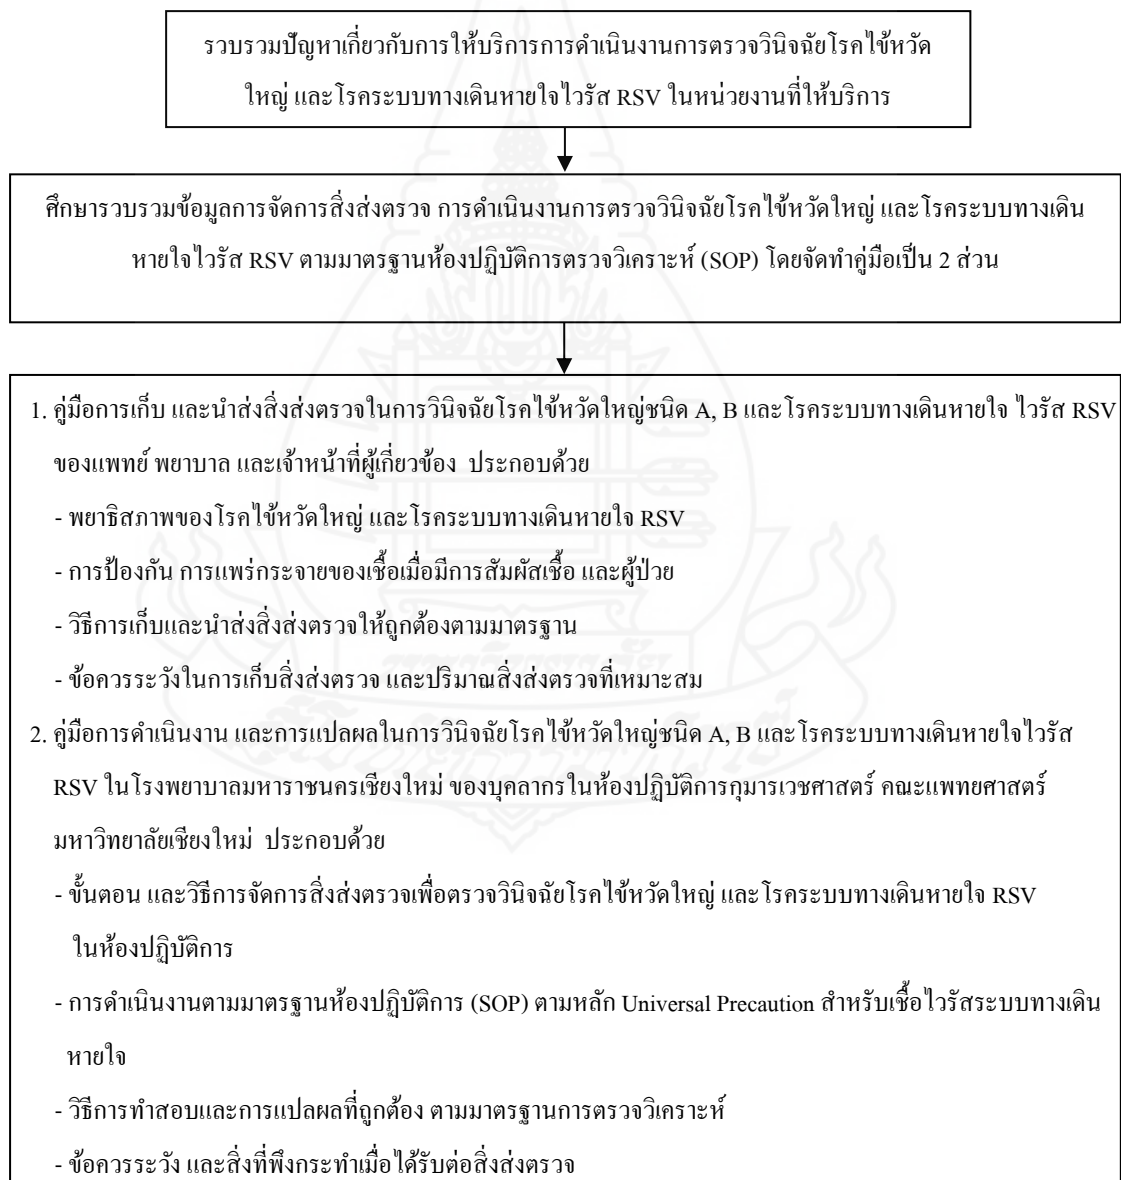 รวบรวมปัญหาเกี่ยวกับการให้บริการการดำเนินงานการตรวจวินิจฉัยโรคไข้หวัด
ใหญ่ และโรคระบบทางเดินหายใจไวรัส RSV ในหน่วยงานที่ให้บริการ
ศึกษารวบรวมข้อมูลการจัดการสิ่งส่งตรวจ การดำเนินงานการตรวจวินิจฉัยโรคไข้หวัดใหญ่ และโรคระบบทางเดิน
หายใจไวรัส RSV ตามมาตรฐานห้องปฏิบัติการตรวจวิเคราะห์ (SOP) โดยจัดทำคู่มือเป็น 2 ส่วน
1. คู่มือการเก็บ และนำส่งสิ่งส่งตรวจในการวินิจฉัยโรคไข้หวัดใหญ่ชนิด A, B และโรคระบบทางเดินหายใจ ไวรัส RSV
ของแพทย์ พยาบาล และเจ้าหน้าที่ผู้เกี่ยวข้อง ประกอบด้วย
- พยาธิสภาพของโรคไข้หวัดใหญ่ และโรคระบบทางเดินหายใจ RSV
- การป้องกัน การแพร่กระจายของเชื้อเมื่อมีการสัมผัสเชื้อ และผู้ป่วย
- วิธีการเก็บและนำส่งสิ่งส่งตรวจให้ถูกต้องตามมาตรฐาน
- ข้อควรระวังในการเก็บสิ่งส่งตรวจ และปริมาณสิ่งส่งตรวจที่เหมาะสม
2. คู่มือการดำเนินงาน และการแปลผลในการวินิจฉัยโรคไข้หวัดใหญ่ชนิด A, B และโรคระบบทางเดินหายใจไวรัส
RSV ในโรงพยาบาลมหาราชนครเชียงใหม่ ของบุคลากรในห้องปฏิบัติการกุมารเวชศาสตร์ คณะแพทยศาสตร์
มหาวิทยาลัยเชียงใหม่ ประกอบด้วย
- ขั้นตอน และวิธีการจัดการสิ่งส่งตรวจเพื่อตรวจวินิจฉัยโรคไข้หวัดใหญ่ และโรคระบบทางเดินหายใจ RSV
ในห้องปฏิบัติการ
- การดำเนินงานตามมาตรฐานห้องปฏิบัติการ (SOP) ตามหลัก Universal Precaution สำหรับเชื้อไวรัสระบบทางเดิน
หายใจ
- วิธีการทำสอบและการแปลผลที่ถูกต้อง ตามมาตรฐานการตรวจวิเคราะห์
- ข้อควรระวัง และสิ่งที่พึงกระทำเมื่อได้รับต่อสิ่งส่งตรวจ